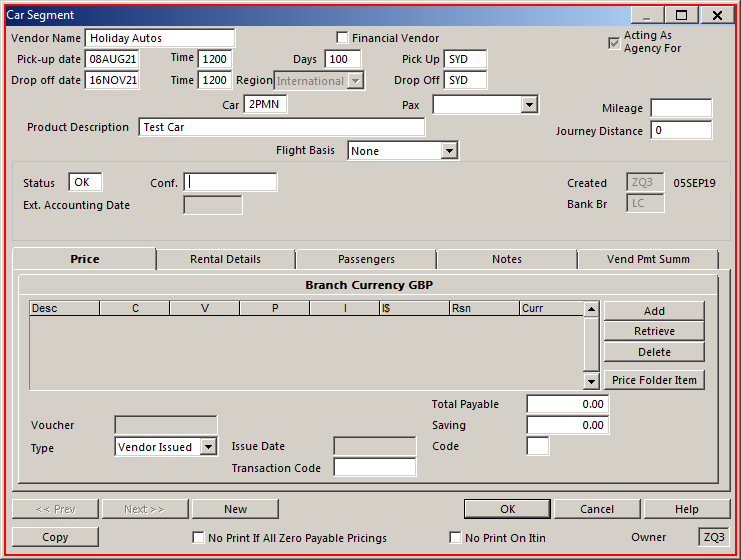 Car Segment
Vendor Name Holiday Autos Financial Vendor Acting As Agency For
Pick-up date 08AUG21 Time 1200 Days 100 Pick Up SYD
Drop off date 16NOV21 Time 1200 Region International Drop Off SYD
Car 2PMN Pax Mileage
Product Description Test Car Journey Distance 0
Flight Basis None
Status OK Conf. Created ZQ3 05SEP19
Ext. Accounting Date Bank Br LC
Price Rental Details Passengers Notes Vend Pmt Summ
Branch Currency GBP
Desc C V P I I$ Rsn Curr
Add
Retrieve
Delete
Price Folder Item
Total Payable 0.00
Voucher Saving 0.00
Type Vendor Issued Issue Date Code
Transaction Code
<< Prev Next >> New OK Cancel Help
Copy No Print If All Zero Payable Pricings No Print On Itin Owner ZQ3